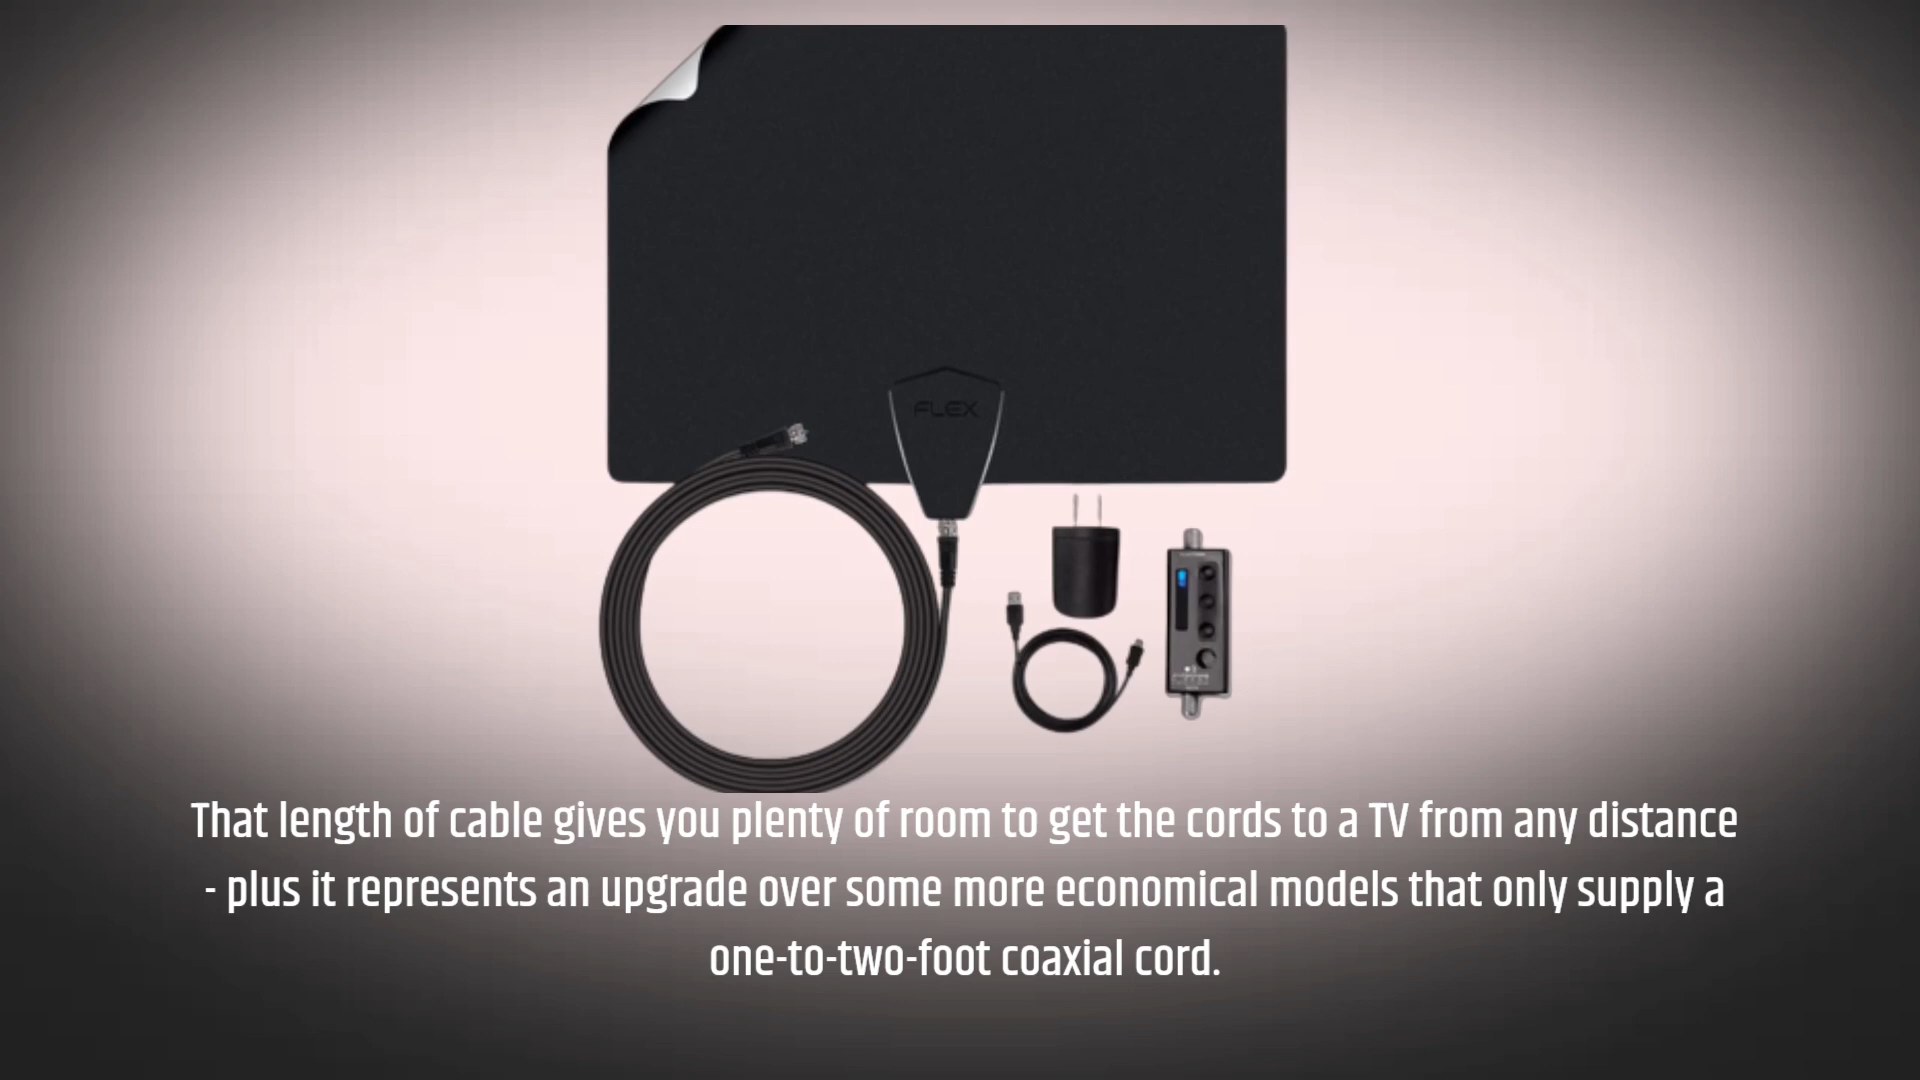 FLEX
That length of cable gives you plenty of room to get the cords to a TV from any distance
- plus it represents an upgrade over some more economical models that only supply a
one-to-two-foot coaxial cord.